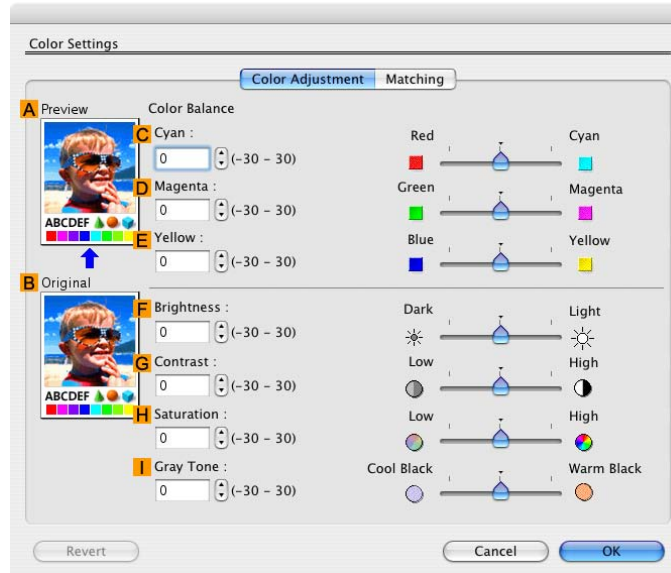 Color Settings
Color Adjustment Matching
A Preview
Color Balance
C Cyan :
0 (-30 – 30)
Red Cyan
D Magenta :
0 (-30 – 30)
Green Magenta
ABCDEF
E Yellow :
0 (-30 – 30)
Blue Yellow
B Original
F Brightness :
0 (-30 – 30)
Dark Light
G Contrast :
0 (-30 – 30)
Low High
ABCDEF
H Saturation :
0 (-30 – 30)
Low High
I Gray Tone :
0 (-30 – 30)
Cool Black Warm Black
Revert Cancel OK